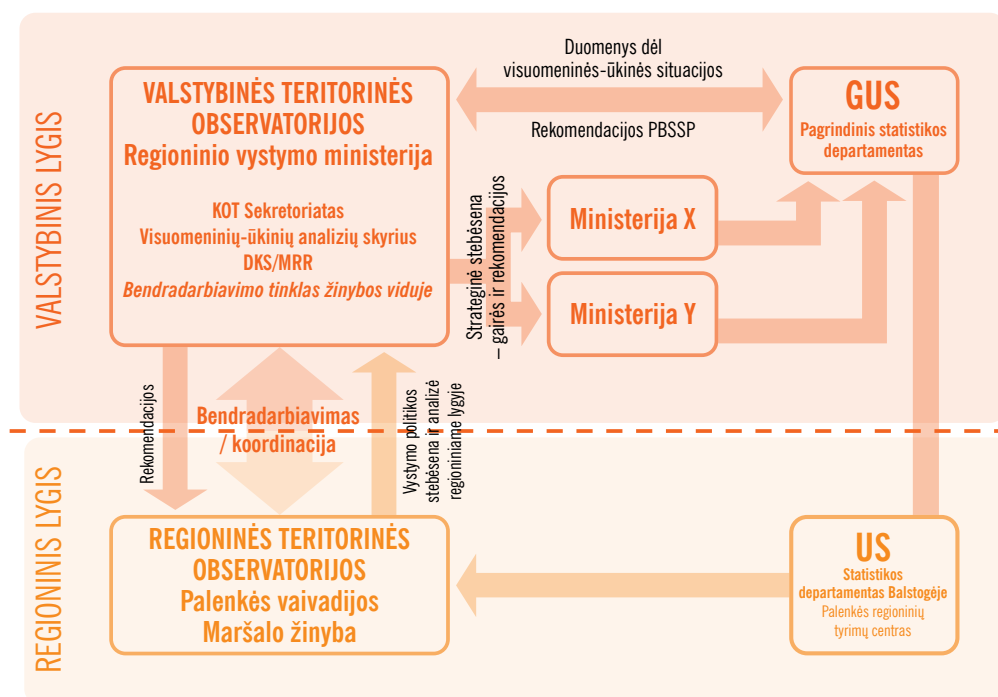 VALSTYBINIS LYGIS
VALSTYBINĖS TERITORINĖS
OBSERVATORIJOS
Regioninio vystymo ministerija
KOT Sekretoriatas
Visuomeninių-ūkinių analizių skyrius
DKS/MRR
Bendradarbiavimo tinklas žinybos viduje
Duomenys dėl
visuomeninės-ūkinės situacijos
Rekomendacijos PBSSP
GUS
Pagrindinis statistikos
departamentas
Strateginė stebėsena
– gairės ir rekomendacijos
Ministerija X
Ministerija Y
Rekomendacijos
Bendradarbiavimas
/ koordinacija
Vystymo politikos
stebėsena ir analizė
regioniniame lygyje
REGIONINIS LYGIS
REGIONINĖS TERITORINĖS
OBSERVATORIJOS
Palenkės vaivadijos
Maršalo žinyba
US
Statistikos
departamentas Balstogėje
Palenkės regioninių
tyrimų centras